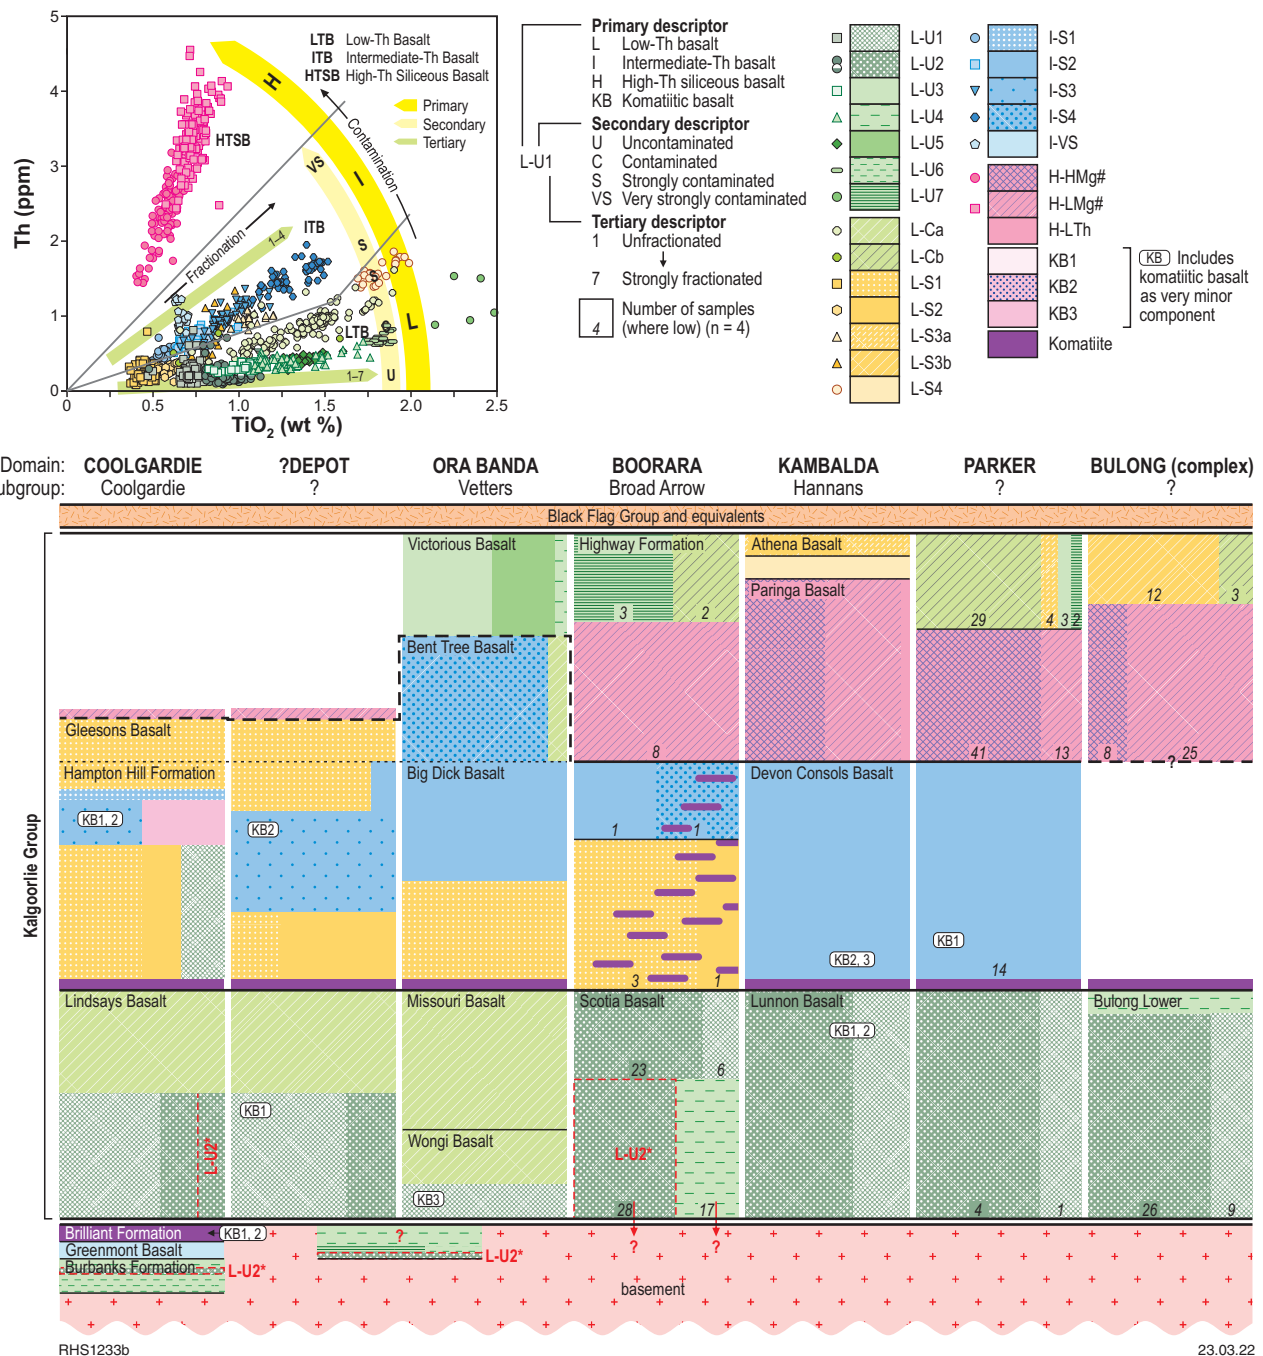 5
4
3
2
1
0
Th (ppm)
0
0.5
1.0
1.5
2.0
2.5
TiO2 (wt %)
LTB Low-Th Basalt
ITB Intermediate-Th Basalt
HTSB High-Th Siliceous Basalt
Primary
Secondary
Tertiary
H
I
L
VS
S
S
C
U
HTSB
ITB
LTB
Contamination
Fractionation
1–4
1–7
L-U1
Primary descriptor
L Low-Th basalt
I Intermediate-Th basalt
H High-Th siliceous basalt
KB Komatiitic basalt
Secondary descriptor
U Uncontaminated
C Contaminated
S Strongly contaminated
VS Very strongly contaminated
Tertiary descriptor
1 Unfractionated
7 Strongly fractionated
4 Number of samples (where low) (n = 4)
L-U1
L-U2
L-U3
L-U4
L-U5
L-U6
L-U7
L-Ca
L-Cb
L-S1
L-S2
L-S3a
L-S3b
L-S4
I-S1
I-S2
I-S3
I-S4
I-VS
H-HMg#
H-LMg#
H-LTh
KB1
KB2
KB3
Komatiite
KB Includes
komatiitic basalt
as very minor
component
Domain: COOLGARDIE ?DEPOT ORA BANDA BOORARA KAMBALDA PARKER BULONG (complex)
ubgroup: Coolgardie ? Vetters Broad Arrow Hannans ? ?
Black Flag Group and equivalents
Kalgoorlie Group
Victorious Basalt
Highway Formation
Athena Basalt
Paringa Basalt
3 2 29 4 3 2 12 3
Bent Tree Basalt
Gleesons Basalt
8 41 13 8 25
?
Hampton Hill Formation
Big Dick Basalt
Devon Consols Basalt
KB1, 2
KB2
1 1
KB2, 3
KB1
3 1 14
Lindsays Basalt
Missouri Basalt
Scotia Basalt
Lunnon Basalt
Bulong Lower
KB1, 2
23 6
KB1
L-U2*
Wongi Basalt
L-U2*
KB3
28 17 4 1 26 9
Brilliant Formation
KB1, 2
Greenmont Basalt
Burbanks Formation
L-U2*
?
L-U2*
? ?
basement
RHS1233b
23.03.22